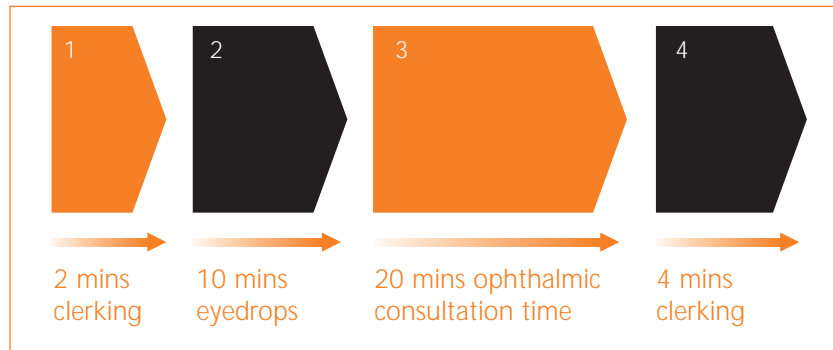 1
2
3
4
2 mins
clerking
10 mins
eyedrops
20 mins ophthalmic
consultation time
4 mins
clerking